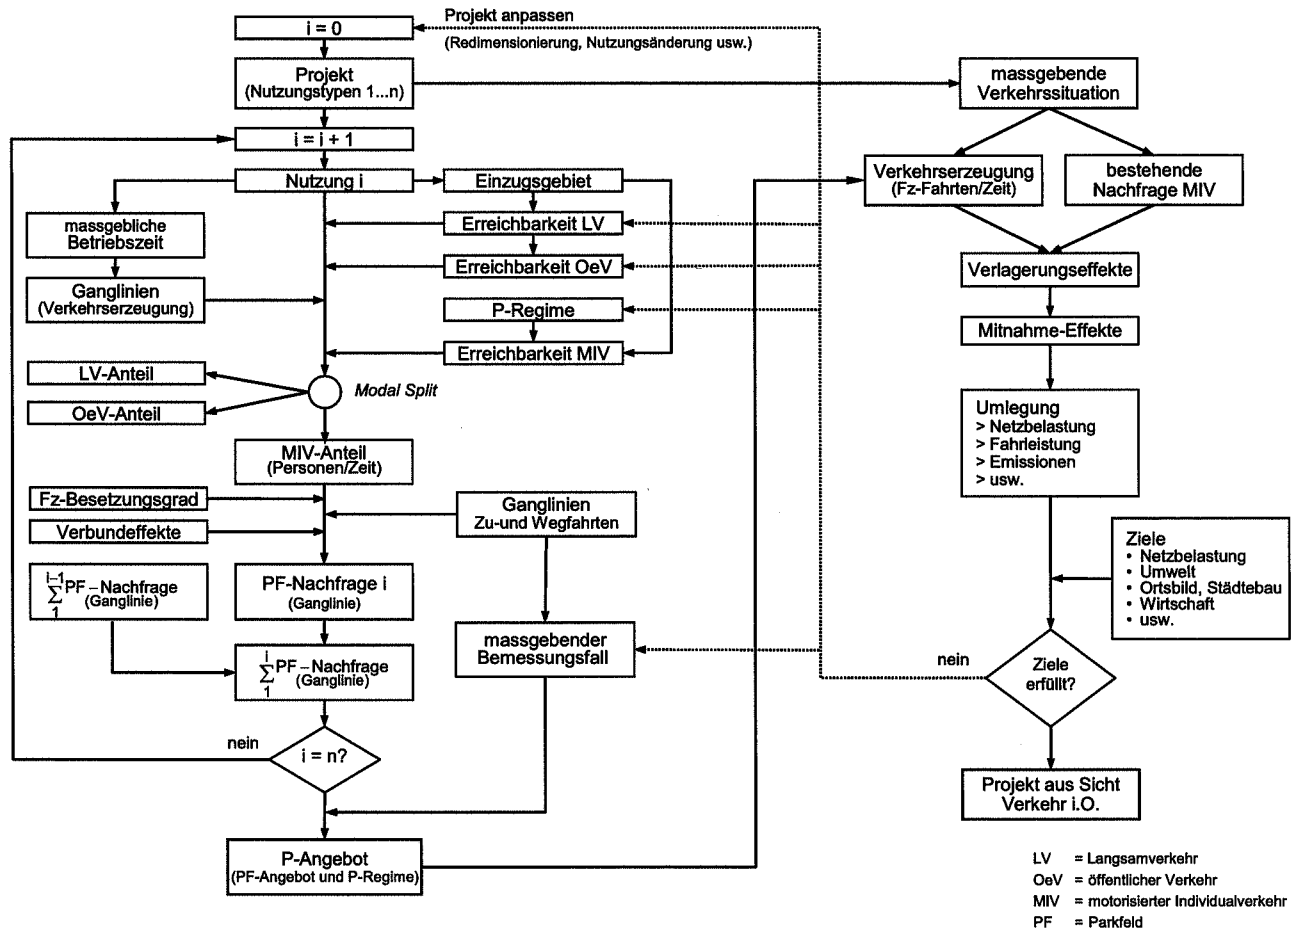 Projekt anpassen
(Redimensionierung, Nutzungsänderung usw.)
i = 0
Projekt
(Nutzungstypen 1...n)
i = i + 1
Nutzung i
Einzugsgebiet
massgebliche
Betriebszeit
Erreichbarkeit LV
Erreichbarkeit OeV
Ganglinien
(Verkehrserzeugung)
P-Regime
Erreichbarkeit MIV
LV-Anteil
OeV-Anteil
Modal Split
MIV-Anteil
(Personen/Zeit)
Fz-Besetzungsgrad
Verbundeffekte
Ganglinien
Zu-und Wegfahrten
i–1
∑ PF – Nachfrage
(Ganglinie)
1
PF-Nachfrage i
(Ganglinie)
i
∑ PF – Nachfrage
(Ganglinie)
1
massgebender
Bemessungsfall
nein
i = n?
P-Angebot
(PF-Angebot und P-Regime)
massgebende
Verkehrssituation
Verkehrserzeugung
(Fz-Fahrten/Zeit)
bestehende
Nachfrage MIV
Verlagerungseffekte
Mitnahme-Effekte
Umlegung
> Netzbelastung
> Fahrleistung
> Emissionen
> usw.
Ziele
• Netzbelastung
• Umwelt
• Ortsbild, Städtebau
• Wirtschaft
• usw.
nein
Ziele
erfüllt?
Projekt aus Sicht
Verkehr i.O.
LV = Langsamverkehr
OeV = öffentlicher Verkehr
MIV = motorisierter Individualverkehr
PF = Parkfeld